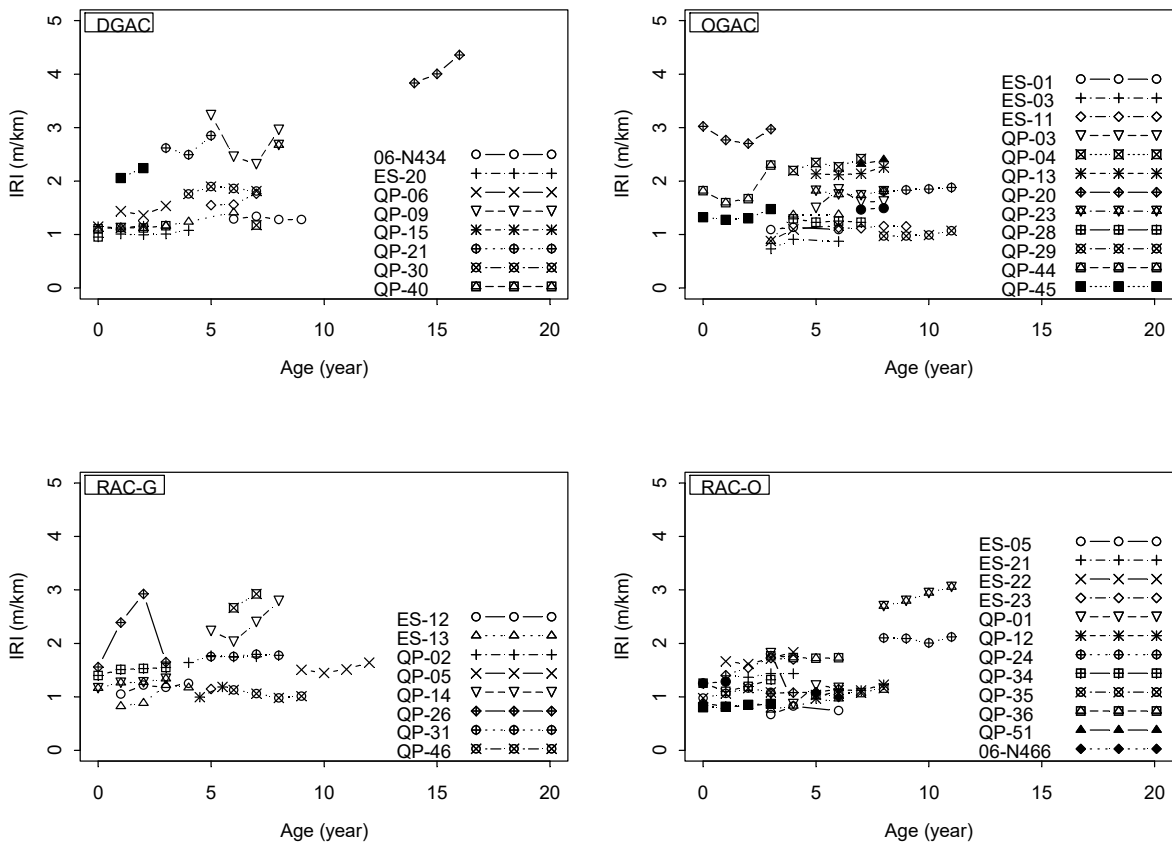 DGAC
IRI (m/km)
5
4
3
2
1
0
06-N434
ES-20
QP-06
QP-09
QP-15
QP-21
QP-30
QP-40
0 5 10 15 20
Age (year)
OGAC
IRI (m/km)
5
4
3
2
1
0
ES-01
ES-03
ES-11
QP-03
QP-04
QP-13
QP-20
QP-23
QP-28
QP-29
QP-44
QP-45
0 5 10 15 20
Age (year)
RAC-G
IRI (m/km)
5
4
3
2
1
0
ES-12
ES-13
QP-02
QP-05
QP-14
QP-26
QP-31
QP-46
0 5 10 15 20
Age (year)
RAC-O
IRI (m/km)
5
4
3
2
1
0
ES-05
ES-21
ES-22
ES-23
QP-01
QP-12
QP-24
QP-34
QP-35
QP-36
QP-51
06-N466
0 5 10 15 20
Age (year)